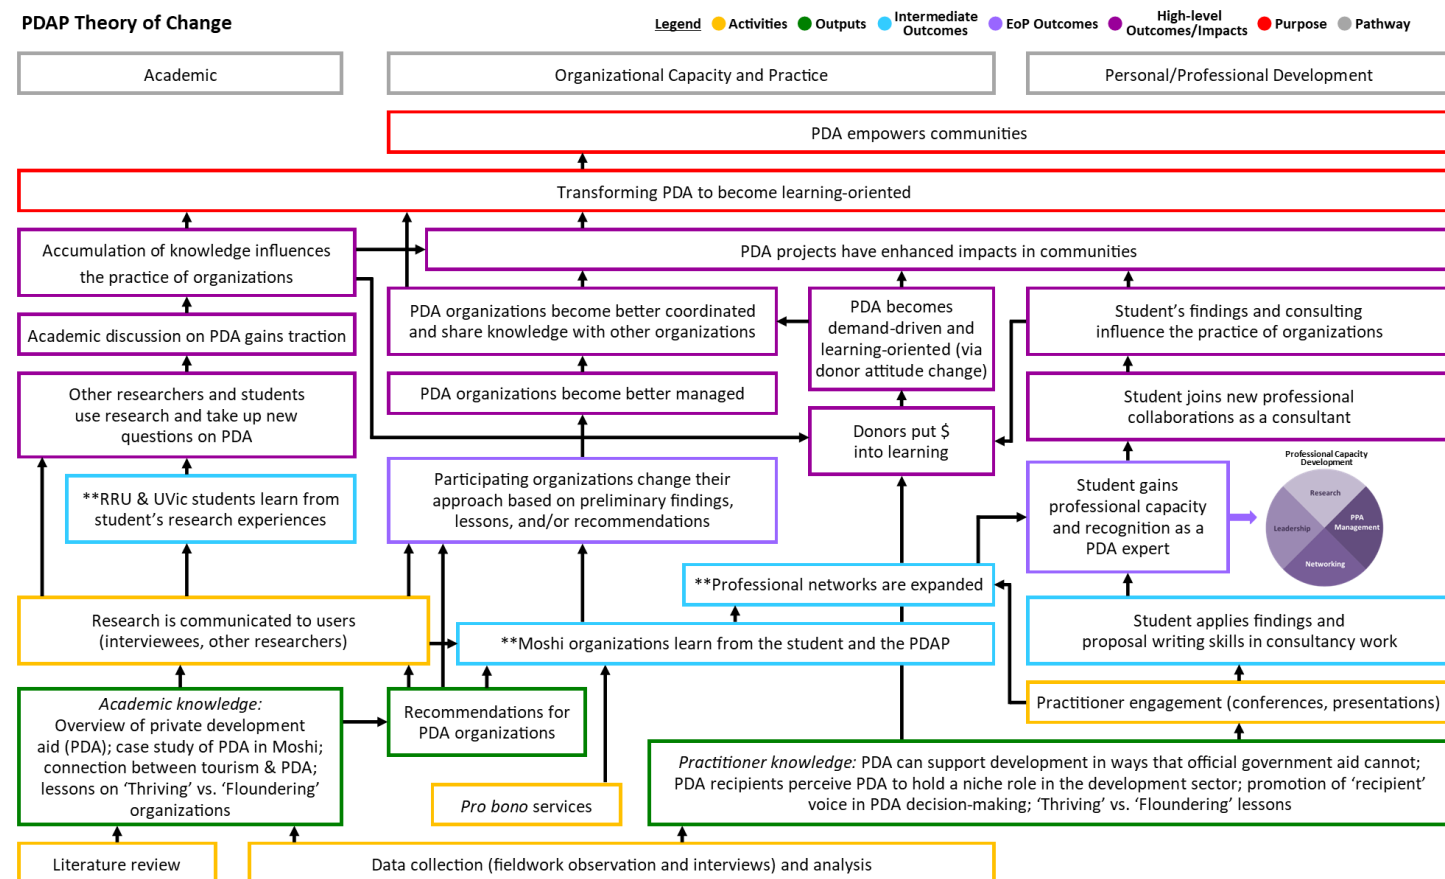 PDAP Theory of Change
Legend
Activities
Outputs
Intermediate
Outcomes
EoP Outcomes
High-level
Outcomes/Impacts
Purpose
Pathway
Academic
Organizational Capacity and Practice
Personal/Professional Development
PDA empowers communities
Transforming PDA to become learning-oriented
Accumulation of knowledge influences
the practice of organizations
PDA projects have enhanced impacts in communities
PDA organizations become better coordinated
and share knowledge with other organizations
PDA becomes
demand-driven and
learning-oriented (via
donor attitude change)
Student’s findings and consulting
influence the practice of organizations
Academic discussion on PDA gains traction
Other researchers and students
use research and take up new
questions on PDA
PDA organizations become better managed
Donors put $
into learning
Student joins new professional
collaborations as a consultant
**RRU & UVic students learn from
student’s research experiences
Participating organizations change their
approach based on preliminary findings,
lessons, and/or recommendations
Student gains
professional capacity
and recognition as a
PDA expert
Professional Capacity
Development
Research
Leadership
PPA
Management
Networking
**Professional networks are expanded
Research is communicated to users
(interviewees, other researchers)
**Moshi organizations learn from the student and the PDAP
Student applies findings and
proposal writing skills in consultancy work
Practitioner engagement (conferences, presentations)
Academic knowledge:
Overview of private development
aid (PDA); case study of PDA in Moshi;
connection between tourism & PDA;
lessons on ‘Thriving’ vs. ‘Floundering’
organizations
Recommendations for
PDA organizations
Pro bono services
Practitioner knowledge: PDA can support development in ways that official government aid cannot;
PDA recipients perceive PDA to hold a niche role in the development sector; promotion of ‘recipient’
voice in PDA decision-making; ‘Thriving’ vs. ‘Floundering’ lessons
Literature review
Data collection (fieldwork observation and interviews) and analysis